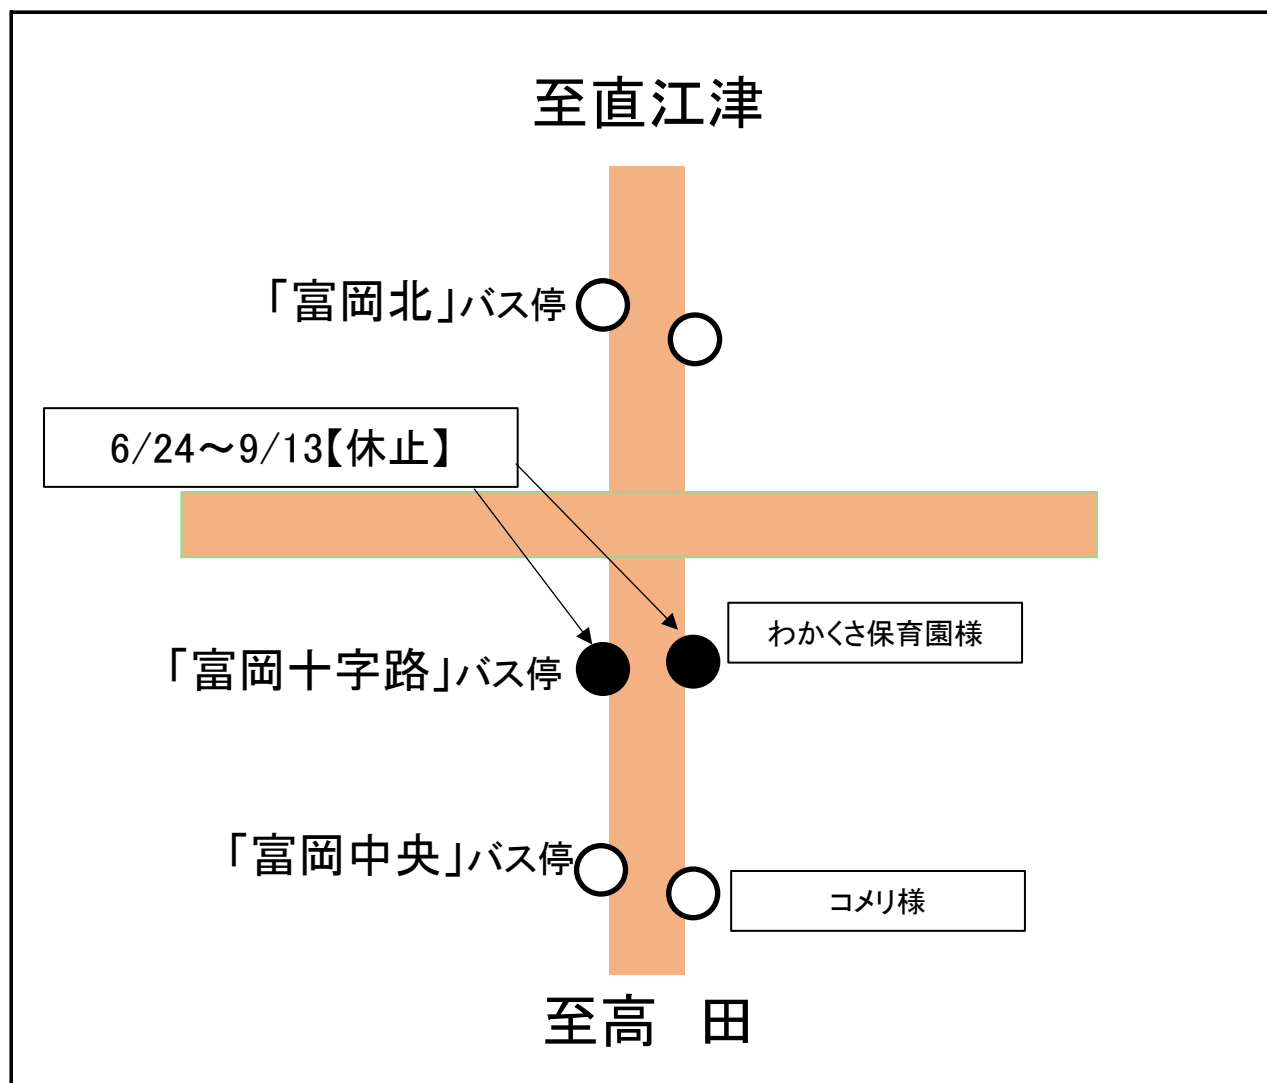 至直江津
「富岡北」バス停
6/24～9/13【休止】
わかくさ保育園様
「富岡十字路」バス停
「富岡中央」バス停
コメリ様
至高　田